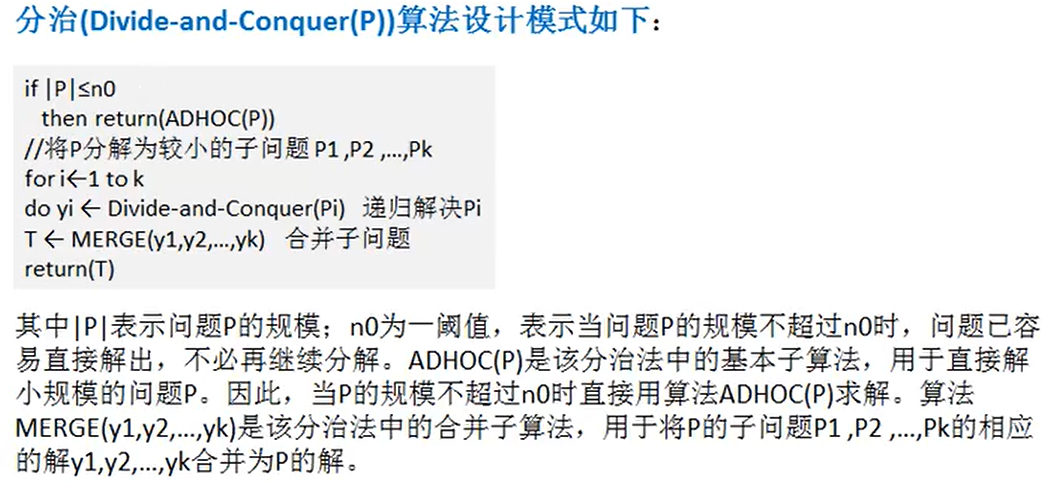 分治(Divide-and-Conquer(P))算法设计模式如下：
if |P|≤n0
then return(ADHOC(P))
//将P分解为较小的子问题 P1 ,P2 ,…,Pk
for i←1 to k
do yi ← Divide-and-Conquer(Pi) 递归解决Pi
T ← MERGE(y1,y2,…,yk) 合并子问题
return(T)
其中|P|表示问题P的规模；n0为一阈值，表示当问题P的规模不超过n0时，问题已容
易直接解出，不必再继续分解。ADHOC(P)是该分治法中的基本子算法，用于直接解
小规模的问题P。因此，当P的规模不超过n0时直接用算法ADHOC(P)求解。算法
MERGE(y1,y2,…,yk)是该分治法中的合并子算法，用于将P的子问题P1 ,P2 ,…,Pk的相应
的解y1,y2,…,yk合并为P的解。